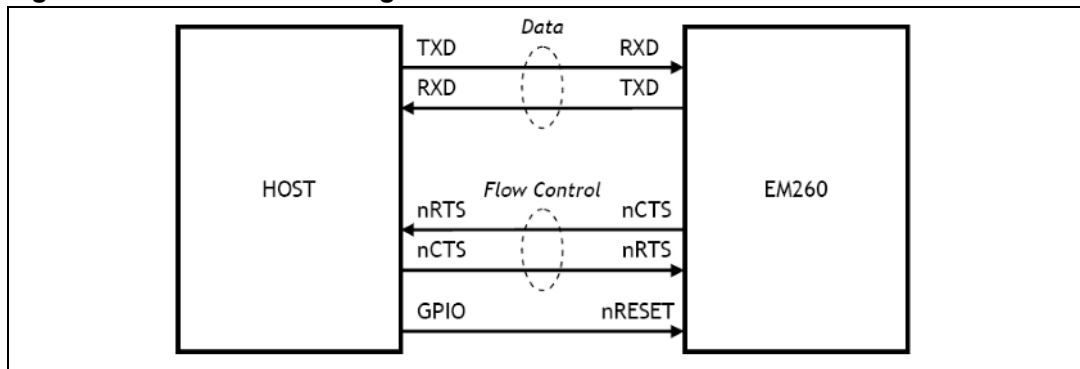 Data
TXD RXD
RXD TXD
HOST EM260
Flow Control
nRTS nCTS
nCTS nRTS
GPIO nRESET